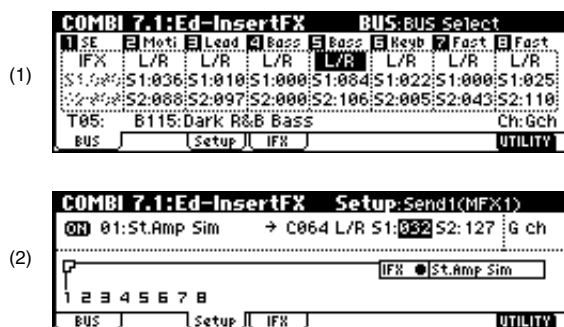 (1)
COMBI 7.1:Ed-InsertFX BUS:BUS Select
1 SE 2 Moti 3 Lead 4 Bass 5 Bass 6 Keyb 7 Fast 8 Fast
IFX L/R L/R L/R L/R L/R L/R L/R
S1:036 S1:010 S1:000 S1:084 S1:022 S1:000 S1:025
S2:088 S2:097 S2:000 S2:106 S2:005 S2:043 S2:110
T05: B115:Dark R&B Bass Ch:Gch
BUS Setup IFX UTILITY
(2)
COMBI 7.1:Ed-InsertFX Setup:Send1(MFX1)
ON 01:St.Amp Sim → C064 L/R S1:032 S2:127 G ch
IFX ●St.Amp Sim
1 2 3 4 5 6 7 8
BUS Setup IFX UTILITY